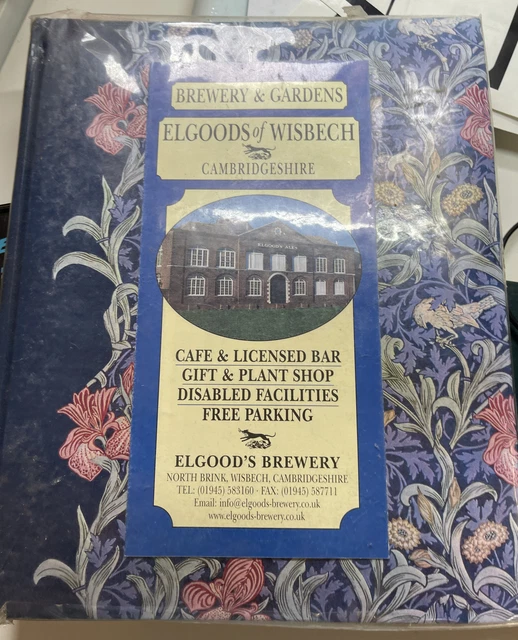 BREWERY & GARDENS
ELGOODS of WISBECH
CAMBRIDGESHIRE
ELGOOD'S ALES
CAFE & LICENSED BAR
GIFT & PLANT SHOP
DISABLED FACILITIES
FREE PARKING
ELGOOD'S BREWERY
NORTH BRINK, WISBECH, CAMBRIDGESHIRE
TEL: (01945) 583160 - FAX: (01945) 587711
Email: info@elgoods-brewery.co.uk
www.elgoods-brewery.co.uk